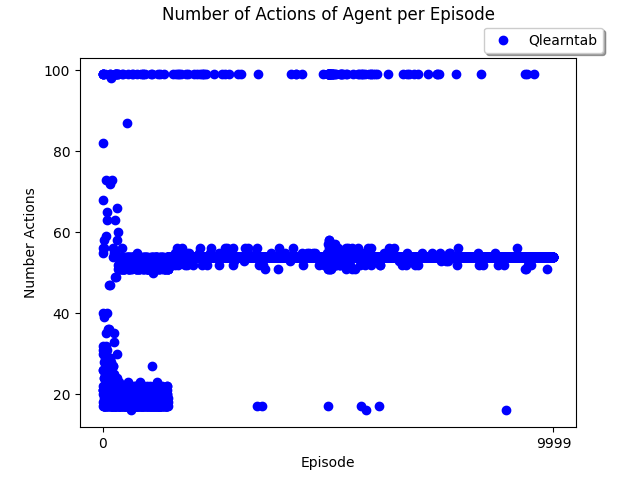 Number of Actions of Agent per Episode
Qlearntab
100
80
60
40
20
Number Actions
0
9999
Episode